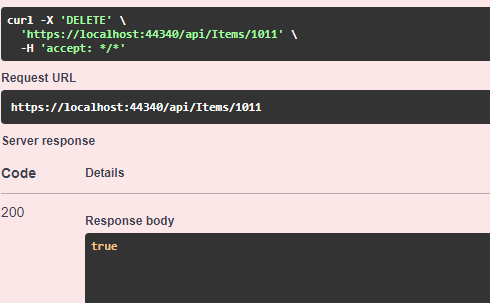 curl -X 'DELETE' \
  'https://localhost:44340/api/Items/1011' \
  -H 'accept: */*'
Request URL
https://localhost:44340/api/Items/1011
Server response
Code Details
200
Response body
true